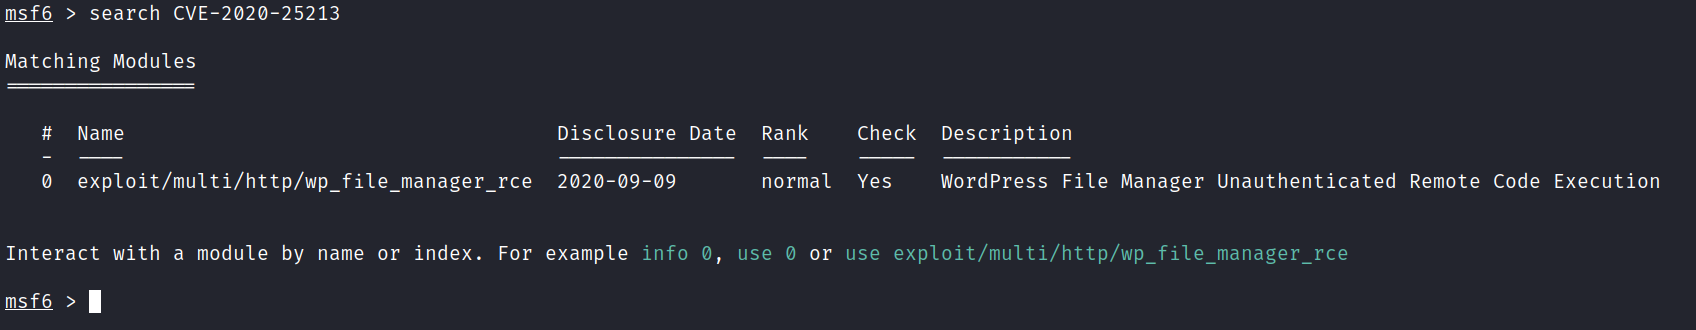 msf6 > search CVE-2020-25213
Matching Modules
================
# Name Disclosure Date Rank Check Description
- ---- --------------- ---- ----- -----------
0 exploit/multi/http/wp_file_manager_rce 2020-09-09 normal Yes WordPress File Manager Unauthenticated Remote Code Execution
Interact with a module by name or index. For example info 0, use 0 or use exploit/multi/http/wp_file_manager_rce
msf6 >